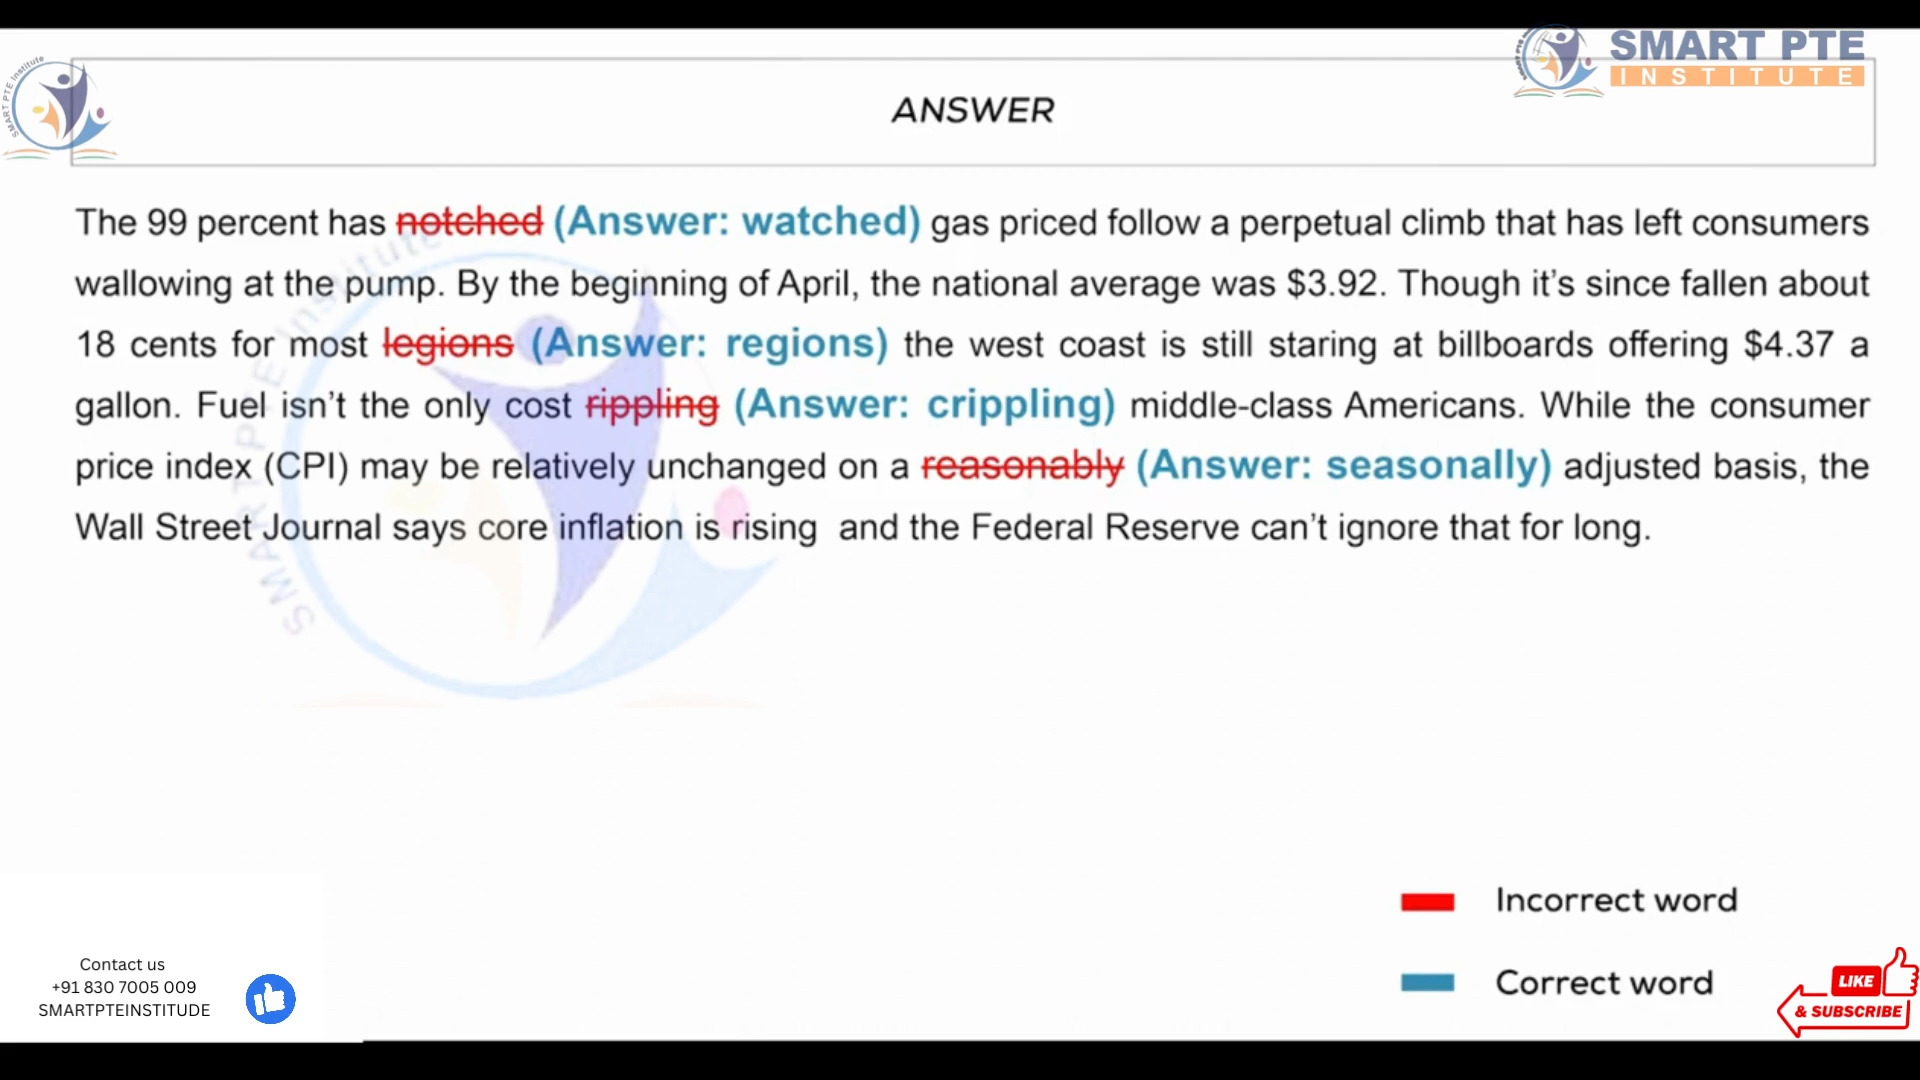 SMART PTE
INSTITUTE
SMART PTE Institute
ANSWER
The 99 percent has notched (Answer: watched) gas priced follow a perpetual climb that has left consumers
wallowing at the pump. By the beginning of April, the national average was $3.92. Though it’s since fallen about
18 cents for most legions (Answer: regions) the west coast is still staring at billboards offering $4.37 a
gallon. Fuel isn’t the only cost rippling (Answer: crippling) middle-class Americans. While the consumer
price index (CPI) may be relatively unchanged on a reasonably (Answer: seasonally) adjusted basis, the
Wall Street Journal says core inflation is rising and the Federal Reserve can’t ignore that for long.
SMART PTE Institute
Incorrect word
Correct word
Contact us
+91 830 7005 009
SMARTPTEINSTITUDE
LIKE
& SUBSCRIBE